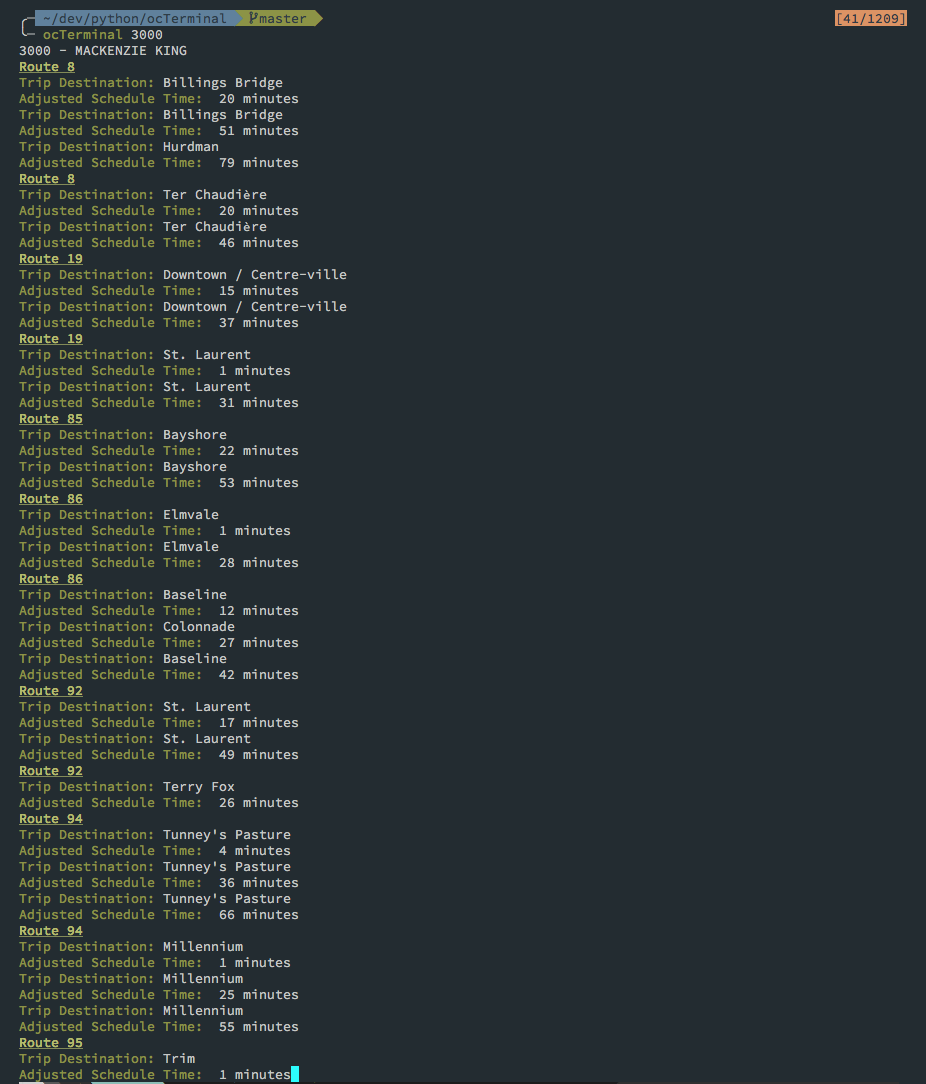 ~/dev/python/ocTerminal master [41/1209]
ocTerminal 3000
3000 - MACKENZIE KING
Route 8
Trip Destination: Billings Bridge
Adjusted Schedule Time:  20 minutes
Trip Destination: Billings Bridge
Adjusted Schedule Time:  51 minutes
Trip Destination: Hurdman
Adjusted Schedule Time:  79 minutes
Route 8
Trip Destination: Ter Chaudière
Adjusted Schedule Time:  20 minutes
Trip Destination: Ter Chaudière
Adjusted Schedule Time:  46 minutes
Route 19
Trip Destination: Downtown / Centre-ville
Adjusted Schedule Time:  15 minutes
Trip Destination: Downtown / Centre-ville
Adjusted Schedule Time:  37 minutes
Route 19
Trip Destination: St. Laurent
Adjusted Schedule Time:  1 minutes
Trip Destination: St. Laurent
Adjusted Schedule Time:  31 minutes
Route 85
Trip Destination: Bayshore
Adjusted Schedule Time:  22 minutes
Trip Destination: Bayshore
Adjusted Schedule Time:  53 minutes
Route 86
Trip Destination: Elmvale
Adjusted Schedule Time:  1 minutes
Trip Destination: Elmvale
Adjusted Schedule Time:  28 minutes
Route 86
Trip Destination: Baseline
Adjusted Schedule Time:  12 minutes
Trip Destination: Colonnade
Adjusted Schedule Time:  27 minutes
Trip Destination: Baseline
Adjusted Schedule Time:  42 minutes
Route 92
Trip Destination: St. Laurent
Adjusted Schedule Time:  17 minutes
Trip Destination: St. Laurent
Adjusted Schedule Time:  49 minutes
Route 92
Trip Destination: Terry Fox
Adjusted Schedule Time:  26 minutes
Route 94
Trip Destination: Tunney's Pasture
Adjusted Schedule Time:  4 minutes
Trip Destination: Tunney's Pasture
Adjusted Schedule Time:  36 minutes
Trip Destination: Tunney's Pasture
Adjusted Schedule Time:  66 minutes
Route 94
Trip Destination: Millennium
Adjusted Schedule Time:  1 minutes
Trip Destination: Millennium
Adjusted Schedule Time:  25 minutes
Trip Destination: Millennium
Adjusted Schedule Time:  55 minutes
Route 95
Trip Destination: Trim
Adjusted Schedule Time:  1 minutes